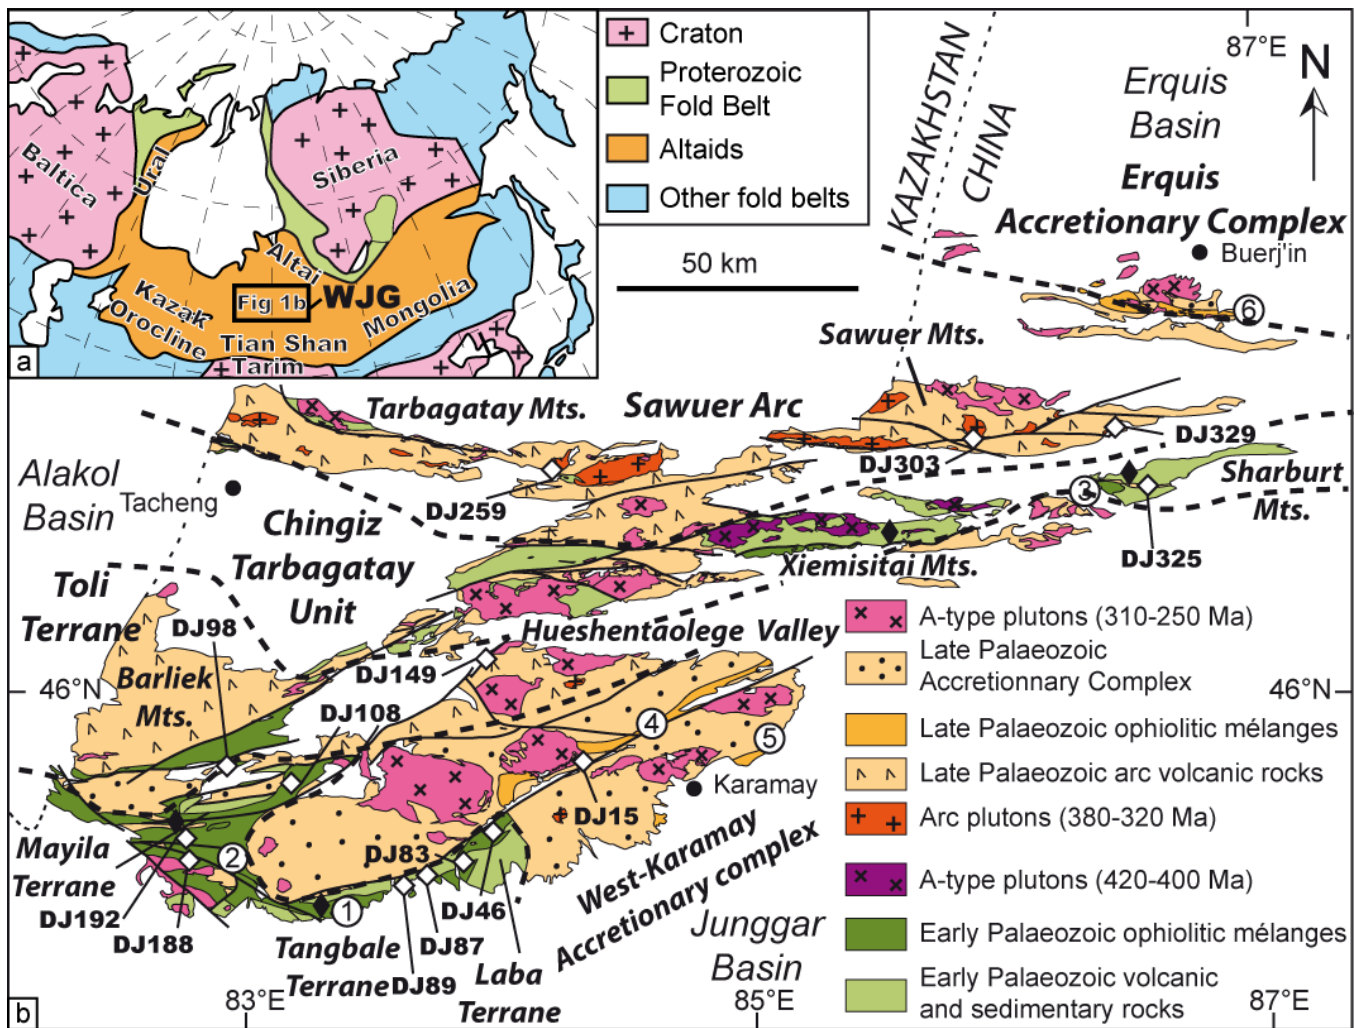 Craton
Proterozoic
Fold Belt
Altaids
Other fold belts
Baltica
Ural
Siberia
Altai
Fig 1b
WJG
Kazak
Orocline
Mongolia
Tian Shan
Tarim
a
KAZAKHSTAN
CHINA
87°E
N
Erquis
Basin
Erquis
Accretionary Complex
Buerj'in
50 km
6
Sawuer Mts.
Tarbagatay Mts.
Sawuer Arc
DJ329
DJ303
Alakol
Basin
Tacheng
DJ259
3
Sharburt
Mts.
Chingiz
Tarbagatay
Unit
DJ325
Xiemisitai Mts.
Toli
Terrane
DJ98
Hueshentaolege Valley
DJ149
Barliek
Mts.
46°N
46°N
DJ108
4
5
Karamay
DJ15
DJ83
Mayila
Terrane
2
DJ192
DJ188
1
DJ46
DJ87
DJ89
Tangbale
Terrane
Laba
Terrane
West-Karamay
Accretionary complex
Junggar
Basin
A-type plutons (310-250 Ma)
Late Palaeozoic
Accretionnary Complex
Late Palaeozoic ophiolitic mélanges
Late Palaeozoic arc volcanic rocks
Arc plutons (380-320 Ma)
A-type plutons (420-400 Ma)
Early Palaeozoic ophiolitic mélanges
Early Palaeozoic volcanic
and sedimentary rocks
b
83°E
85°E
87°E